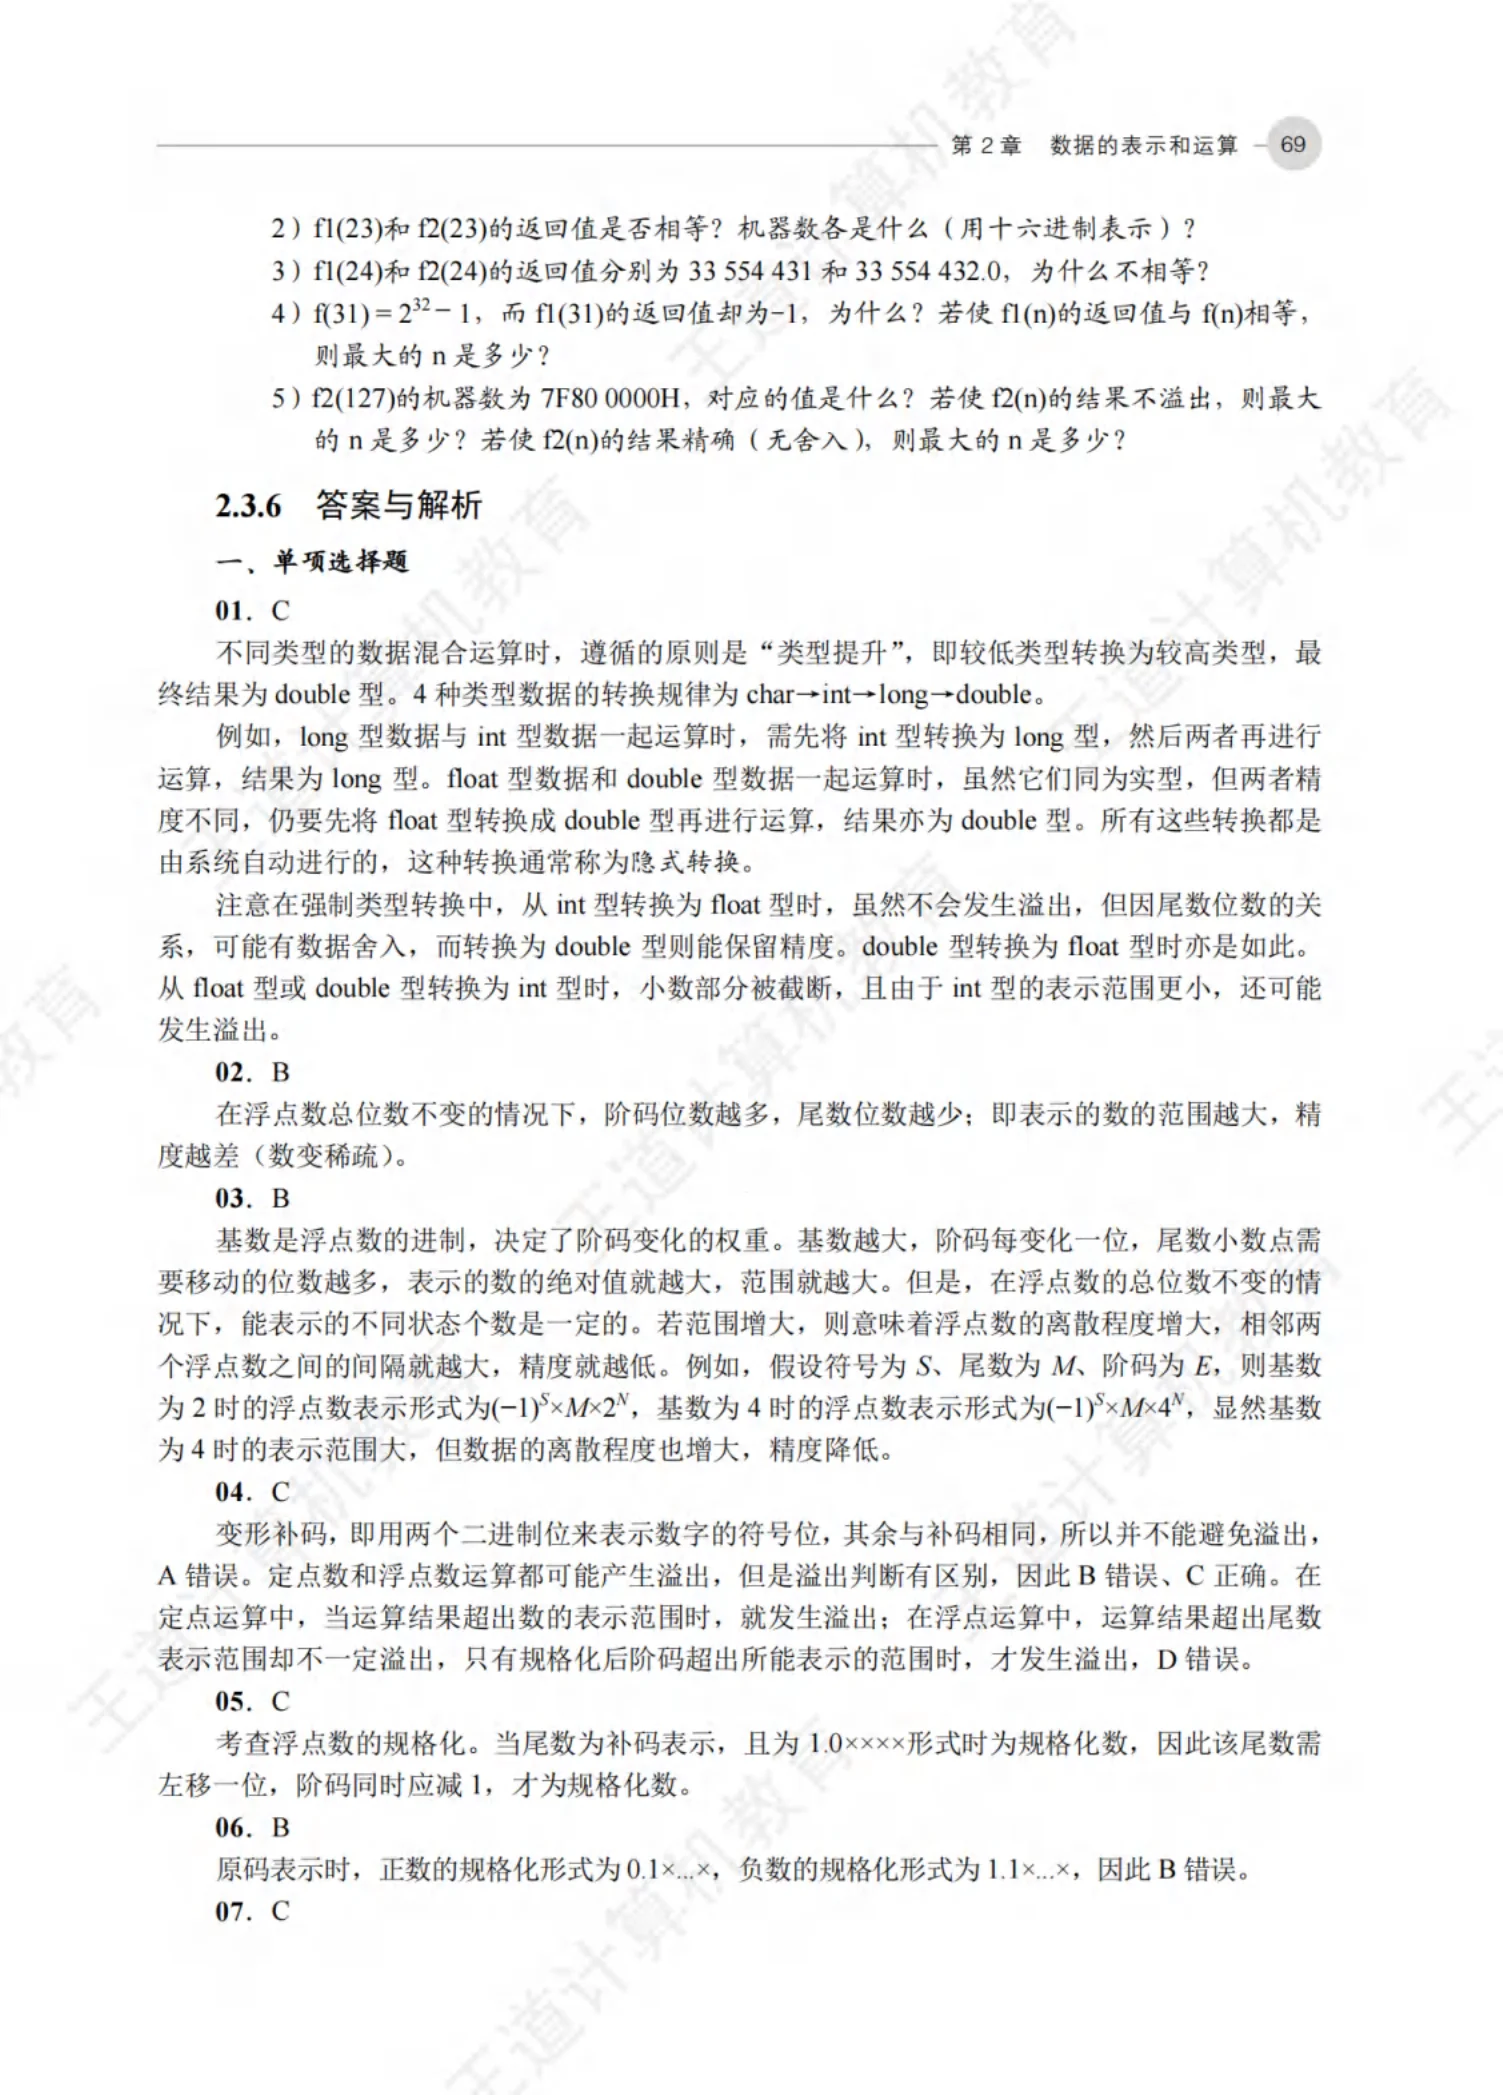 第 2 章 数据的表示和运算 69
2）f1(23)和 f2(23)的返回值是否相等？机器数各是什么（用十六进制表示）？
3）f1(24)和 f2(24)的返回值分别为 33 554 431 和 33 554 432.0，为什么不相等？
4）f(31) = 2³² − 1，而 f1(31)的返回值却为−1，为什么？若使 f1(n)的返回值与 f(n)相等，
则最大的 n 是多少？
5）f2(127)的机器数为 7F80 0000H，对应的值是什么？若使 f2(n)的结果不溢出，则最大
的 n 是多少？若使 f2(n)的结果精确（无舍入），则最大的 n 是多少？
2.3.6 答案与解析
一、单项选择题
01．C
不同类型的数据混合运算时，遵循的原则是“类型提升”，即较低类型转换为较高类型，最
终结果为 double 型。4 种类型数据的转换规律为 char→int→long→double。
例如，long 型数据与 int 型数据一起运算时，需先将 int 型转换为 long 型，然后两者再进行
运算，结果为 long 型。float 型数据和 double 型数据一起运算时，虽然它们同为实型，但两者精
度不同，仍要先将 float 型转换成 double 型再进行运算，结果亦为 double 型。所有这些转换都是
由系统自动进行的，这种转换通常称为隐式转换。
注意在强制类型转换中，从 int 型转换为 float 型时，虽然不会发生溢出，但因尾数位数的关
系，可能有数据舍入，而转换为 double 型则能保留精度。double 型转换为 float 型时亦是如此。
从 float 型或 double 型转换为 int 型时，小数部分被截断，且由于 int 型的表示范围更小，还可能
发生溢出。
02．B
在浮点数总位数不变的情况下，阶码位数越多，尾数位数越少；即表示的数的范围越大，精
度越差（数变稀疏）。
03．B
基数是浮点数的进制，决定了阶码变化的权重。基数越大，阶码每变化一位，尾数小数点需
要移动的位数越多，表示的数的绝对值就越大，范围就越大。但是，在浮点数的总位数不变的情
况下，能表示的不同状态个数是一定的。若范围增大，则意味着浮点数的离散程度增大，相邻两
个浮点数之间的间隔就越大，精度就越低。例如，假设符号为 S、尾数为 M、阶码为 E，则基数
为 2 时的浮点数表示形式为(−1)ˢ×M×2ᴺ，基数为 4 时的浮点数表示形式为(−1)ˢ×M×4ᴺ，显然基数
为 4 时的表示范围大，但数据的离散程度也增大，精度降低。
04．C
变形补码，即用两个二进制位来表示数字的符号位，其余与补码相同，所以并不能避免溢出，
A 错误。定点数和浮点数运算都可能产生溢出，但是溢出判断有区别，因此 B 错误、C 正确。在
定点运算中，当运算结果超出数的表示范围时，就发生溢出；在浮点运算中，运算结果超出尾数
表示范围却不一定溢出，只有规格化后阶码超出所能表示的范围时，才发生溢出，D 错误。
05．C
考查浮点数的规格化。当尾数为补码表示，且为 1.0××××形式时为规格化数，因此该尾数需
左移一位，阶码同时应减 1，才为规格化数。
06．B
原码表示时，正数的规格化形式为 0.1×...×，负数的规格化形式为 1.1×...×，因此 B 错误。
07．C
王道计算机教育